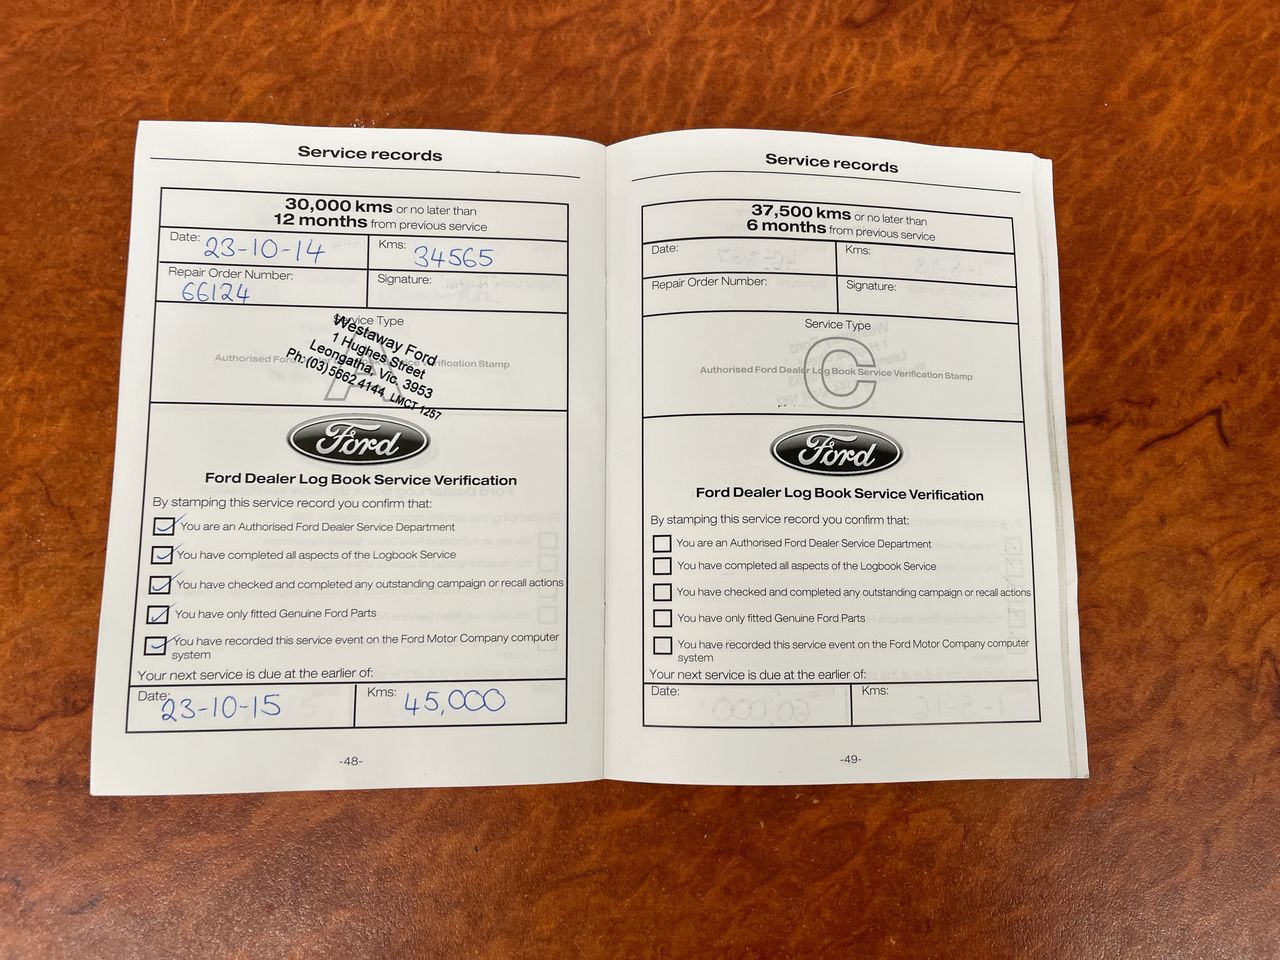 Service records
30,000 kms or no later than
12 months from previous service
Date: 23-10-14 Kms: 34565
Repair Order Number: Signature:
66124
Service Type
Westaway Ford
1 Hughes Street
Leongatha, Vic. 3953
Ph: (03) 5662 4144 LMCT 1257
Authorised Ford Dealer Log Book Service Verification Stamp
A
Ford
Ford Dealer Log Book Service Verification
By stamping this service record you confirm that:
You are an Authorised Ford Dealer Service Department
You have completed all aspects of the Logbook Service
You have checked and completed any outstanding campaign or recall actions
You have only fitted Genuine Ford Parts
You have recorded this service event on the Ford Motor Company computer
system
Your next service is due at the earlier of:
Date: 23-10-15 Kms: 45,000
-48-
Service records
37,500 kms or no later than
6 months from previous service
Date: Kms:
Repair Order Number: Signature:
Service Type
Authorised Ford Dealer Log Book Service Verification Stamp
C
Ford
Ford Dealer Log Book Service Verification
By stamping this service record you confirm that:
You are an Authorised Ford Dealer Service Department
You have completed all aspects of the Logbook Service
You have checked and completed any outstanding campaign or recall actions
You have only fitted Genuine Ford Parts
You have recorded this service event on the Ford Motor Company computer
system
Your next service is due at the earlier of:
Date: Kms:
-49-